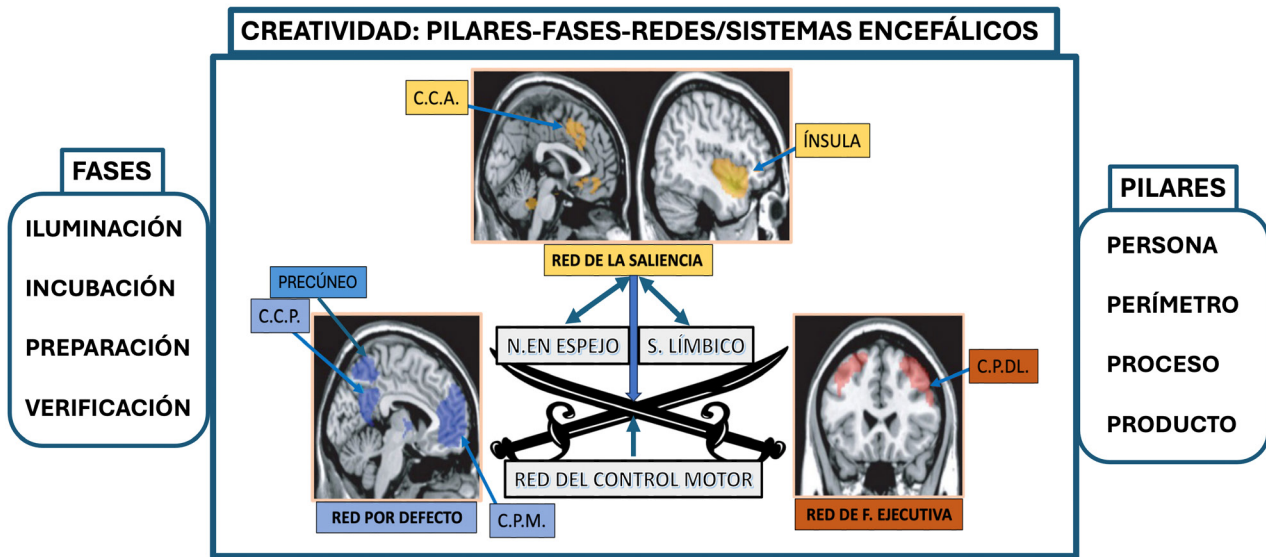 CREATIVIDAD: PILARES-FASES-REDES/SISTEMAS ENCEFÁLICOS
FASES
ILUMINACIÓN
INCUBACIÓN
PREPARACIÓN
VERIFICACIÓN
C.C.A.
ÍNSULA
RED DE LA SALIENCIA
PRECÚNEO
C.C.P.
N.EN ESPEJO
S. LÍMBICO
C.P.DL.
RED DEL CONTROL MOTOR
RED POR DEFECTO
C.P.M.
RED DE F. EJECUTIVA
PILARES
PERSONA
PERÍMETRO
PROCESO
PRODUCTO